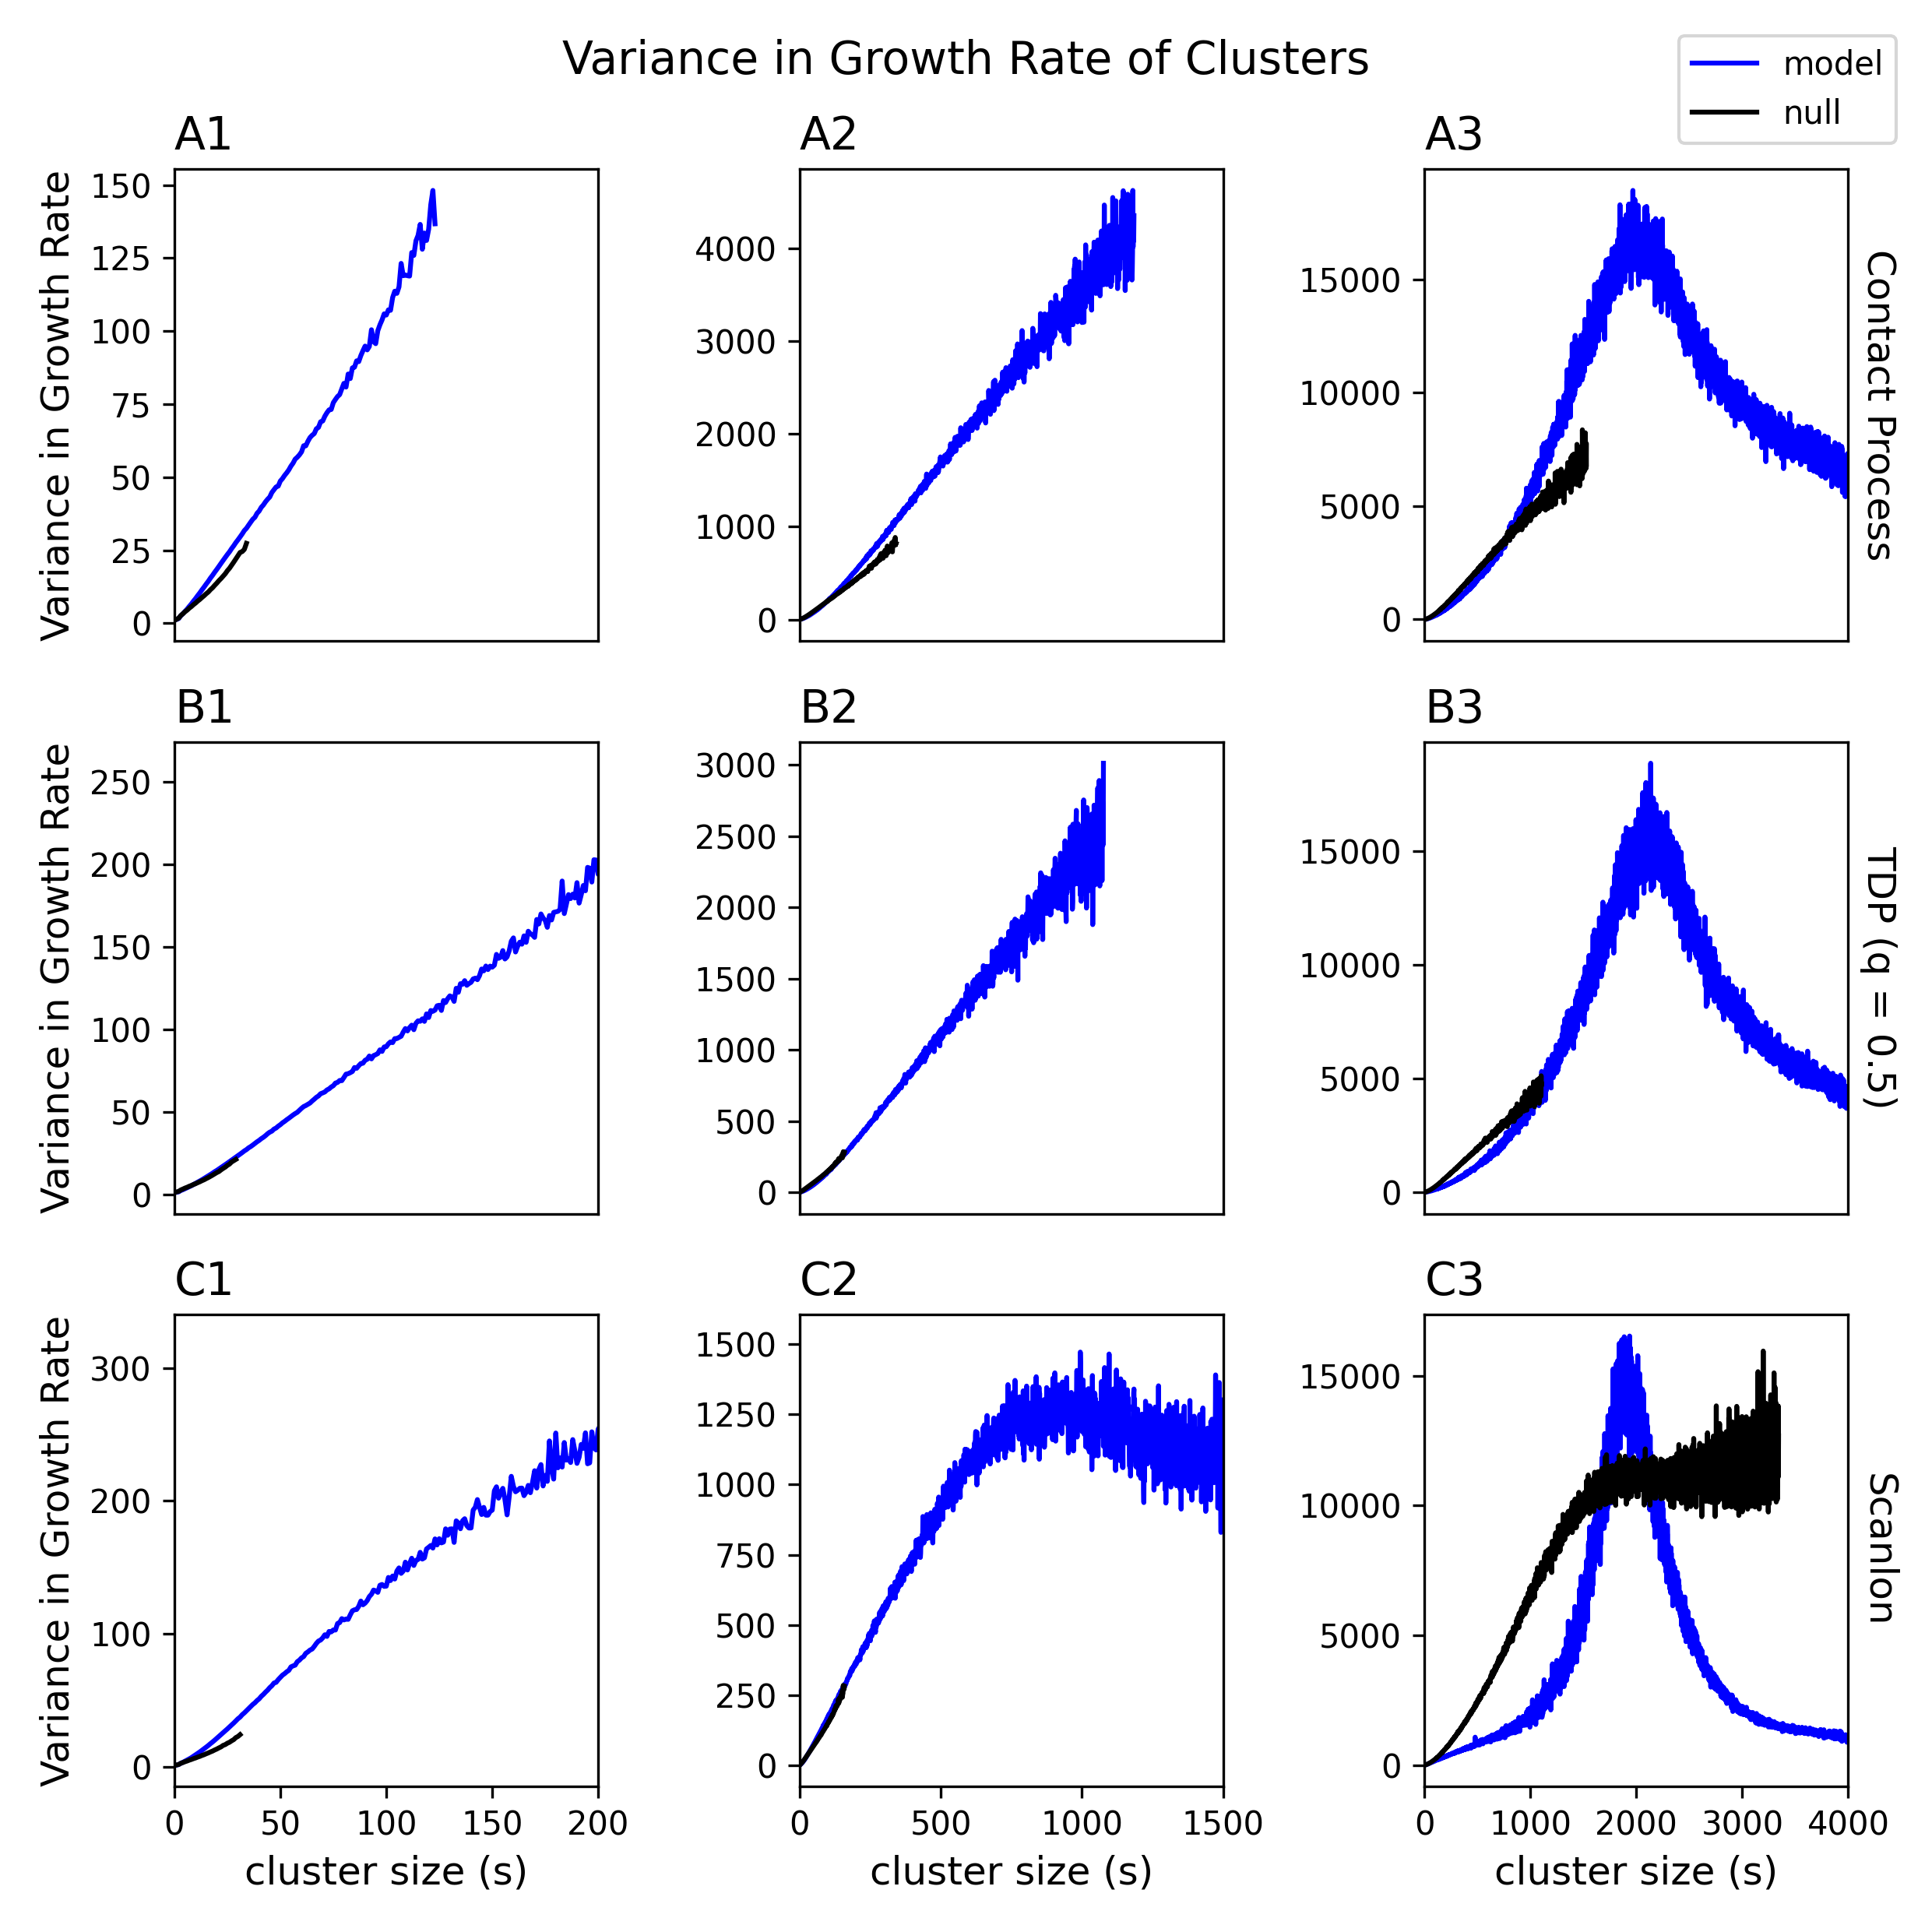 Variance in Growth Rate of Clusters
model
null
A1
A2
A3
Variance in Growth Rate
150
125
100
75
50
25
0
4000
3000
2000
1000
0
15000
10000
5000
0
Contact Process
B1
B2
B3
Variance in Growth Rate
250
200
150
100
50
0
3000
2500
2000
1500
1000
500
0
15000
10000
5000
0
TDP (q = 0.5)
C1
C2
C3
Variance in Growth Rate
300
200
100
0
1500
1250
1000
750
500
250
0
15000
10000
5000
0
Scanlon
0 50 100 150 200
0 500 1000 1500
0 1000 2000 3000 4000
cluster size (s)
cluster size (s)
cluster size (s)